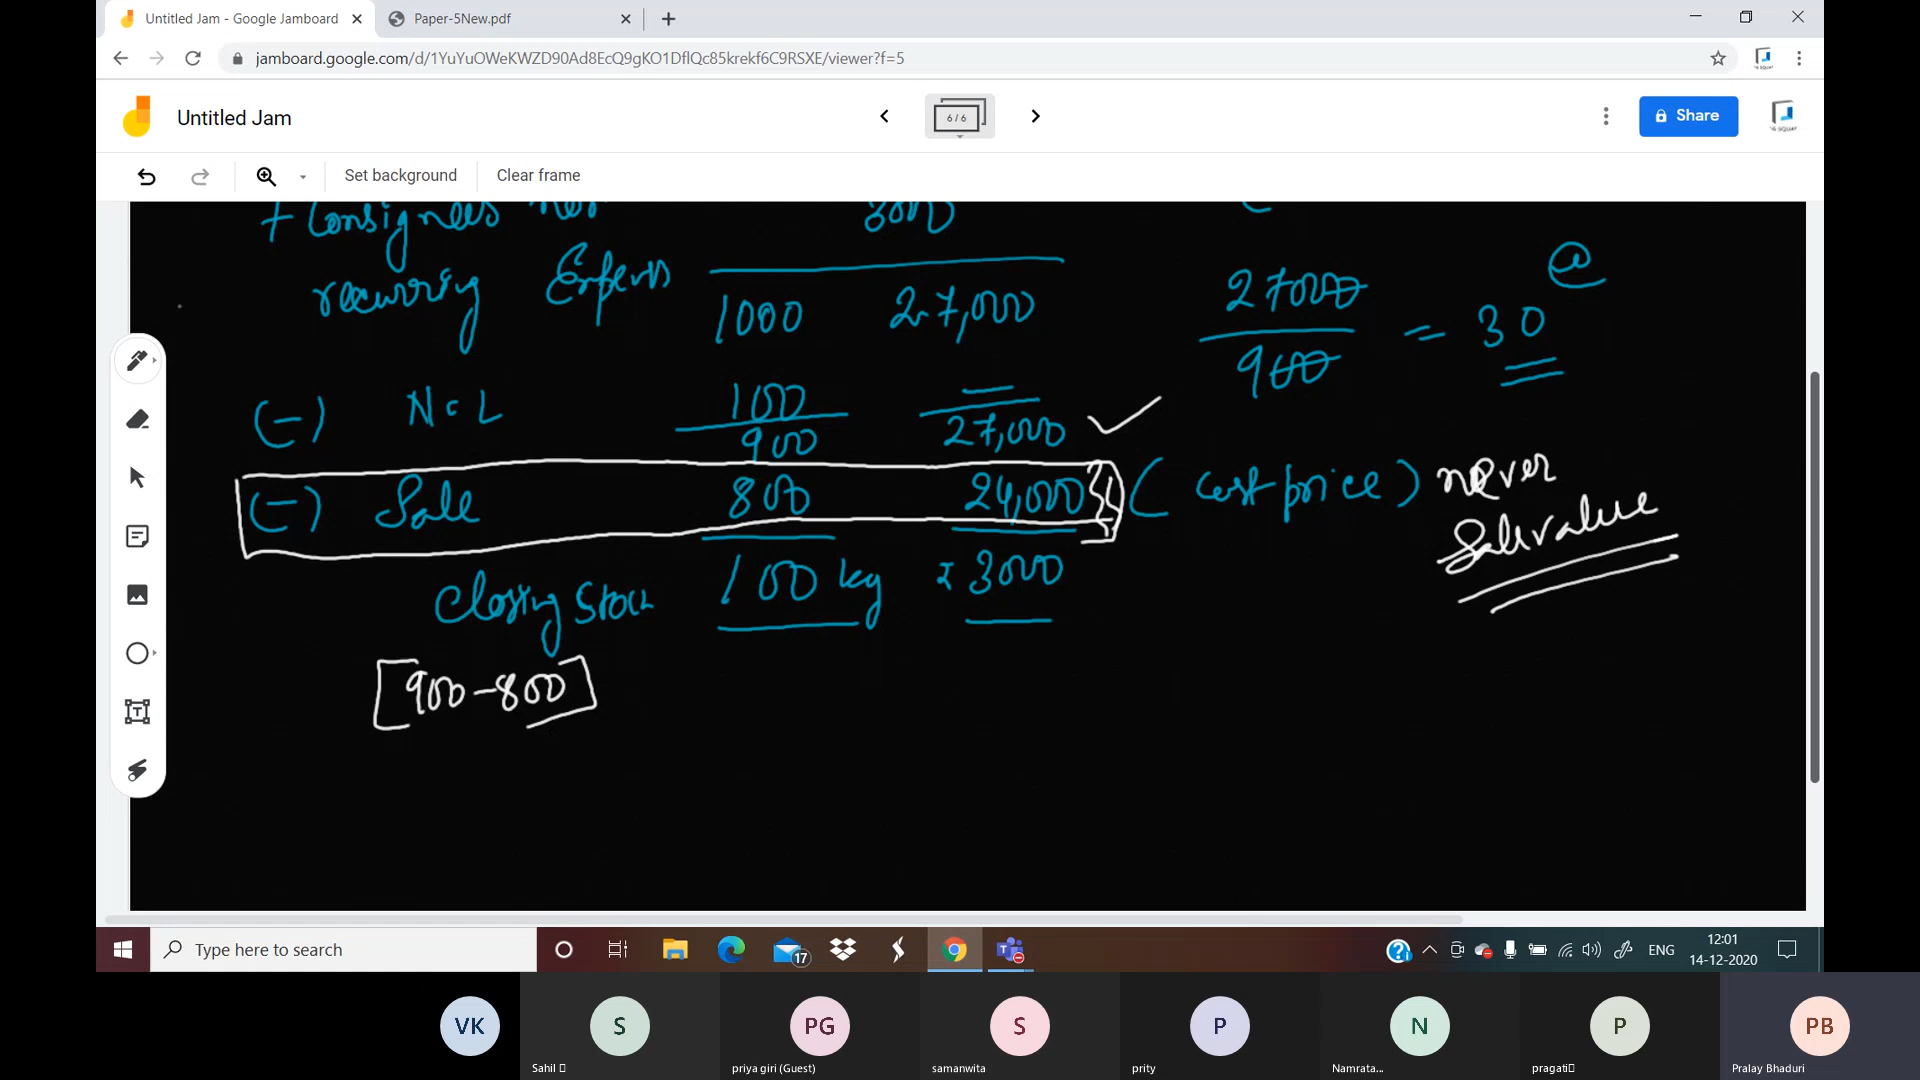 Untitled Jam - Google Jamboard
Paper-5New.pdf
jamboard.google.com/d/1YuYuOWeKWZD90Ad8EcQ9gKO1DflQc85krekf6C9RSXE/viewer?f=5
Untitled Jam
6/6
Share
Set background
Clear frame
+ Consignees 3000
recurring Expenses
1000 27,000
27000
900
= 30 @
(-) N.L 100 —
900 27,000
(-) Sale 800 24,000 (cost price) never
Salevalue
Closing Stock 100 kg 3000
[900-800]
Type here to search
17
ENG
12:01
14-12-2020
VK
S
PG
S
P
N
P
PB
Sahil
priya giri (Guest)
samanwita
prity
Namrata...
pragati
Pralay Bhaduri